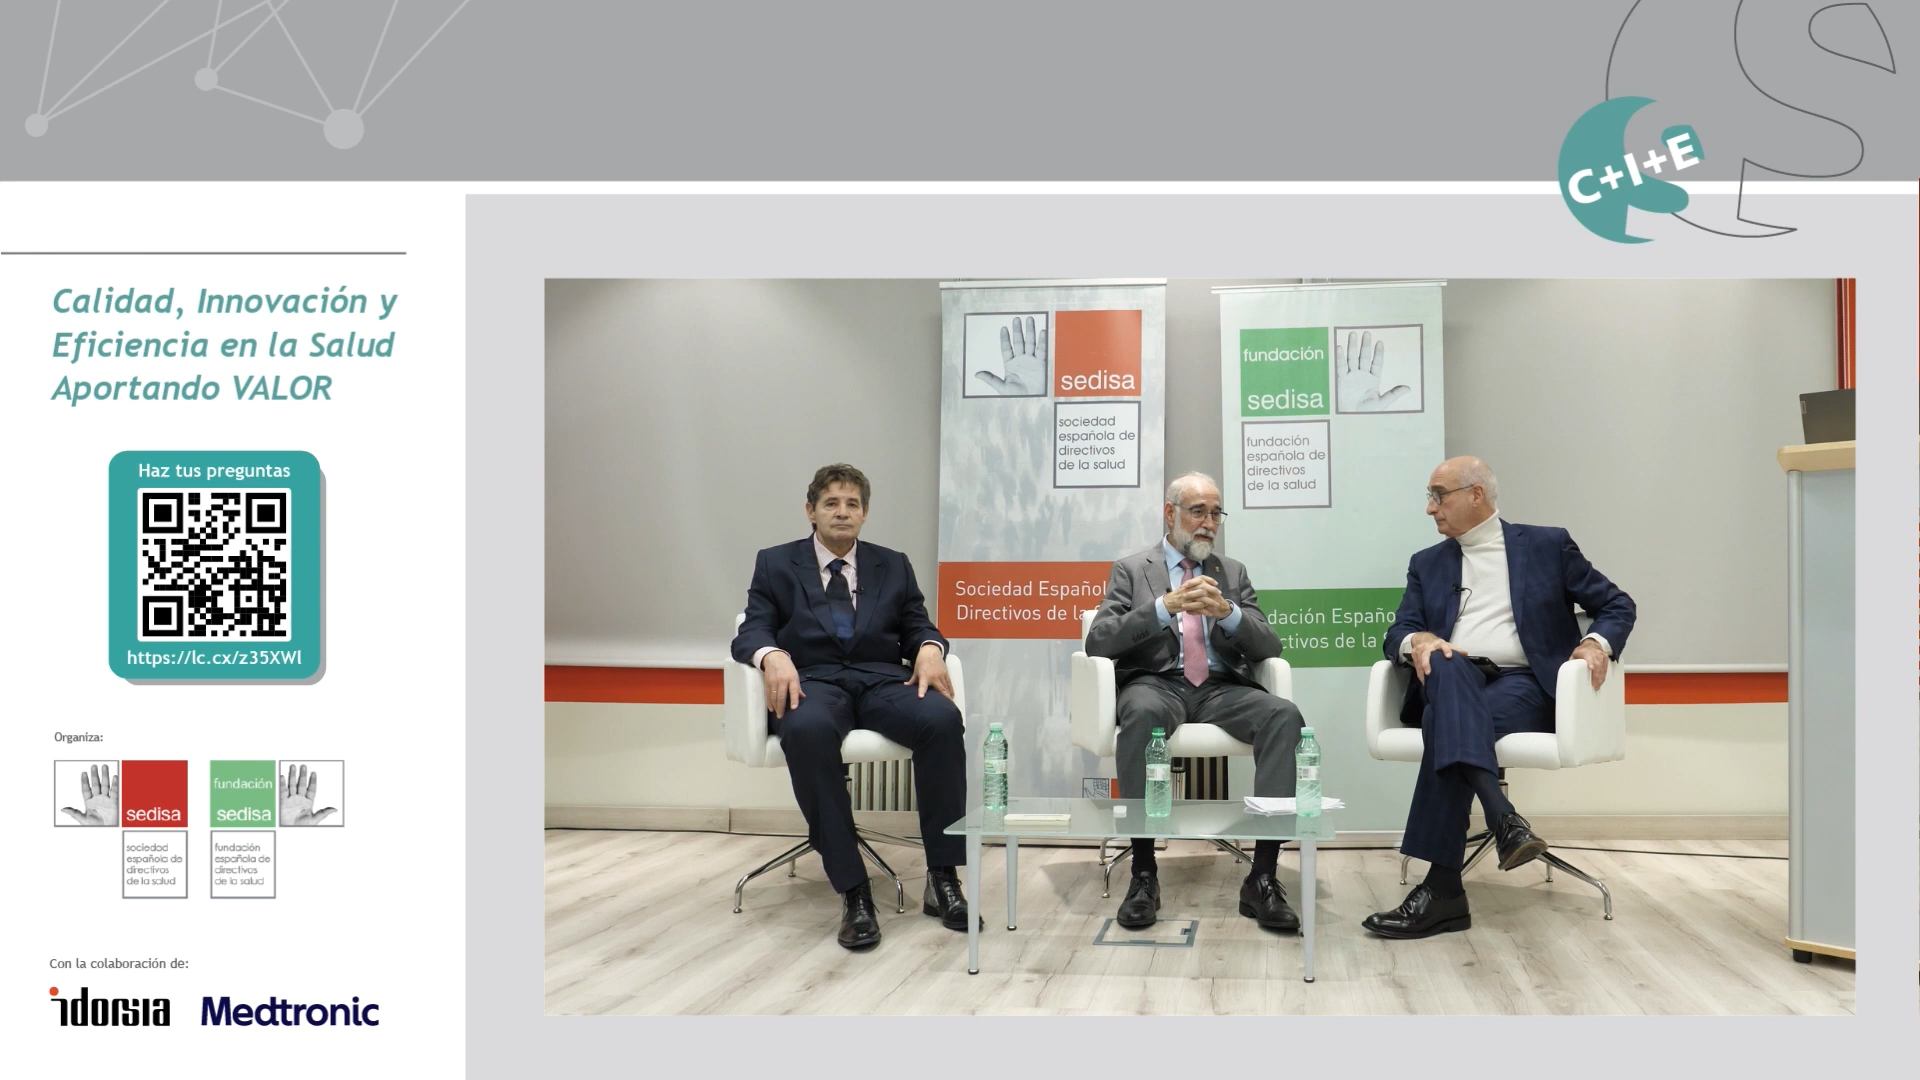 C+I+E
Calidad, Innovación y
Eficiencia en la Salud
Aportando VALOR
Haz tus preguntas
https://lc.cx/z35XWl
Organiza:
sedisa
sociedad
española de
directivos
de la salud
fundación
sedisa
fundación
española de
directivos
de la salud
Con la colaboración de:
idorsia
Medtronic
sedisa
sociedad
española de
directivos
de la salud
Sociedad Español
Directivos de la
fundación
sedisa
fundación
española de
directivos
de la salud
dación Españo
ctivos de la